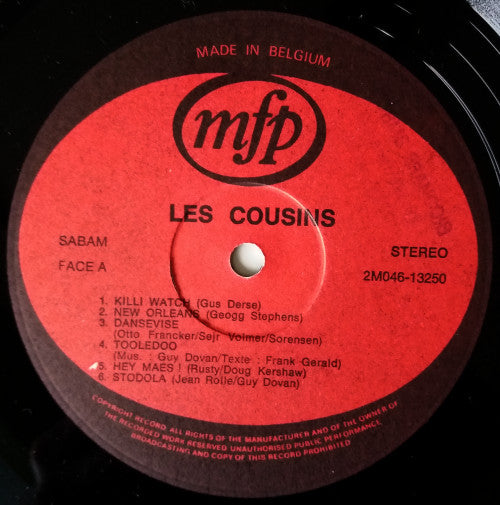 MADE IN BELGIUM
mfp
LES COUSINS
SABAM
STEREO
FACE A
2M046-13250
1. KILLI WATCH (Gus Derse)
2. NEW ORLEANS (Geogg Stephens)
3. DANSEVISE
(Otto Francker/Sejr Volmer/Sorensen)
4. TOOLEDOO
(Mus. : Guy Dovan/Texte : Frank Gerald)
5. HEY MAES ! (Rusty/Doug Kershaw)
6. STODOLA (Jean Rolle/Guy Dovan)
COPYRIGHT RECORD ALL RIGHTS OF THE MANUFACTURER AND OF THE OWNER OF
THE RECORDED WORK RESERVED UNAUTHORISED PUBLIC PERFORMANCE
BROADCASTING AND COPY OF THIS RECORD PROHIBITED